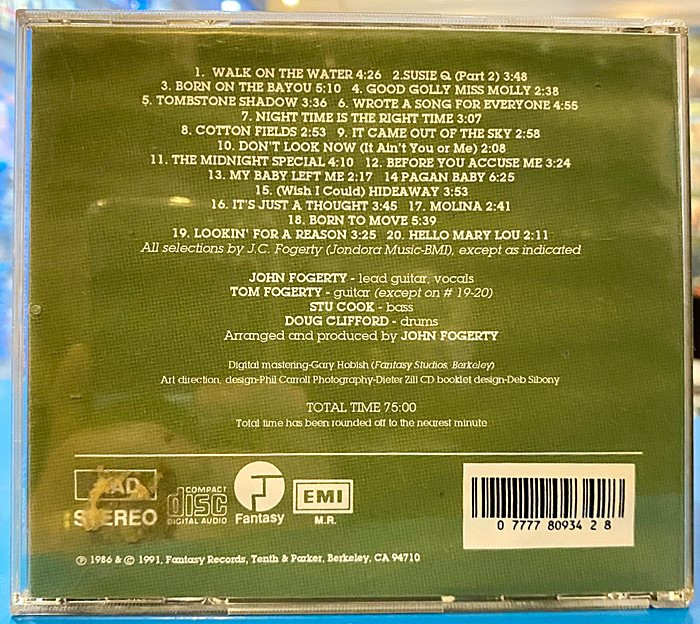 1. WALK ON THE WATER 4:26 2.SUSIE Q (Part 2) 3:48
3. BORN ON THE BAYOU 5:10 4. GOOD GOLLY MISS MOLLY 2:38
5. TOMBSTONE SHADOW 3:36 6. WROTE A SONG FOR EVERYONE 4:55
7. NIGHT TIME IS THE RIGHT TIME 3:07
8. COTTON FIELDS 2:53 9. IT CAME OUT OF THE SKY 2:58
10. DON'T LOOK NOW (It Ain't You or Me) 2:08
11. THE MIDNIGHT SPECIAL 4:10 12. BEFORE YOU ACCUSE ME 3:24
13. MY BABY LEFT ME 2:17 14 PAGAN BABY 6:25
15. (Wish I Could) HIDEAWAY 3:53
16. IT'S JUST A THOUGHT 3:45 17. MOLINA 2:41
18. BORN TO MOVE 5:39
19. LOOKIN' FOR A REASON 3:25 20. HELLO MARY LOU 2:11
All selections by J.C. Fogerty (Jondora Music-BMI), except as indicated
JOHN FOGERTY - lead guitar, vocals
TOM FOGERTY - guitar (except on # 19-20)
STU COOK - bass
DOUG CLIFFORD - drums
Arranged and produced by JOHN FOGERTY
Digital mastering-Gary Hobish (Fantasy Studios, Berkeley)
Art direction, design-Phil Carroll Photography-Dieter Zill CD booklet design-Deb Sibony
TOTAL TIME 75:00
Total time has been rounded off to the nearest minute
STEREO
COMPACT
disc
DIGITAL AUDIO
Fantasy
EMI
M.R.
0 7777 80934 2 8
℗ 1986 & © 1991, Fantasy Records, Tenth & Parker, Berkeley, CA 94710